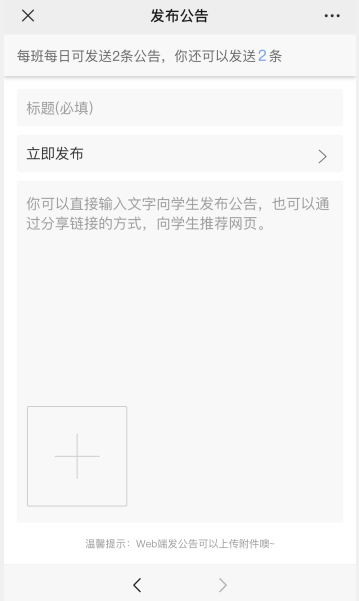 发布公告
每班每日可发送2条公告，你还可以发送2条
标题(必填)
立即发布
你可以直接输入文字向学生发布公告，也可以通
过分享链接的方式，向学生推荐网页。
温馨提示：Web端发公告可以上传附件噢~